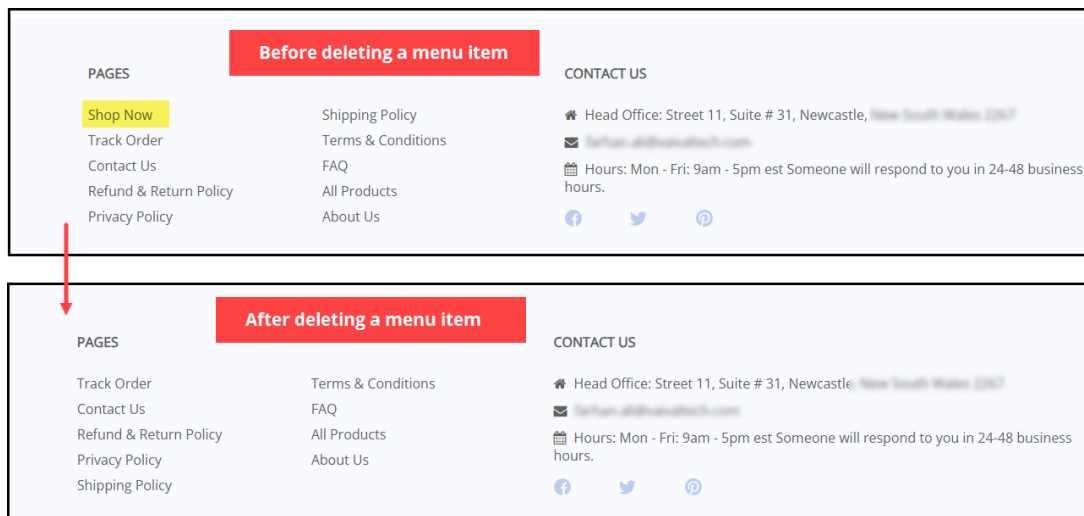 Before deleting a menu item
PAGES
Shop Now
Track Order
Contact Us
Refund & Return Policy
Privacy Policy
Shipping Policy
Terms & Conditions
FAQ
All Products
About Us
CONTACT US
Head Office: Street 11, Suite # 31, Newcastle,
Hours: Mon - Fri: 9am - 5pm est Someone will respond to you in 24-48 business
hours.
After deleting a menu item
PAGES
Track Order
Contact Us
Refund & Return Policy
Privacy Policy
Shipping Policy
Terms & Conditions
FAQ
All Products
About Us
CONTACT US
Head Office: Street 11, Suite # 31, Newcastle
Hours: Mon - Fri: 9am - 5pm est Someone will respond to you in 24-48 business
hours.